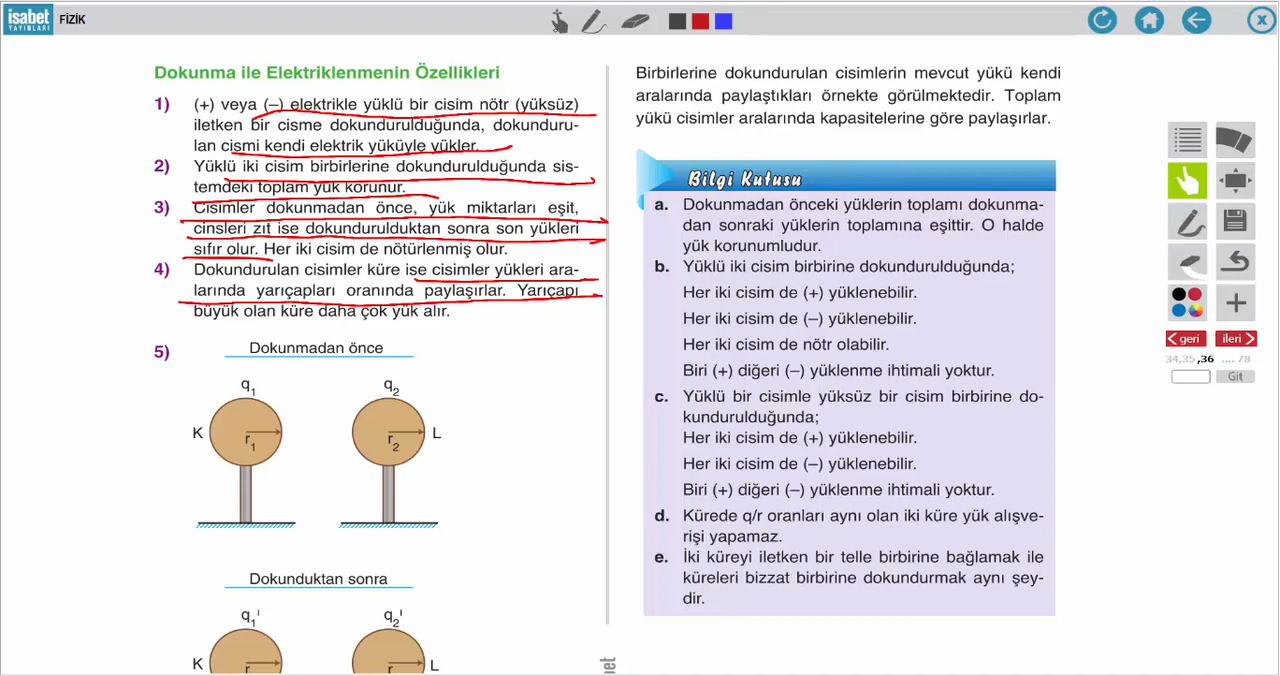 isabet
YAYINLARI
FİZİK
Dokunma ile Elektriklenmenin Özellikleri
1) (+) veya (–) elektrikle yüklü bir cisim nötr (yüksüz)
iletken bir cisme dokundurulduğunda, dokunduru-
lan cismi kendi elektrik yüküyle yükler.
2) Yüklü iki cisim birbirlerine dokundurulduğunda sis-
temdeki toplam yük korunur.
3) Cisimler dokunmadan önce, yük miktarları eşit,
cinsleri zıt ise dokundurulduktan sonra son yükleri
sıfır olur. Her iki cisim de nötürlenmiş olur.
4) Dokundurulan cisimler küre ise cisimler yükleri ara-
larında yarıçapları oranında paylaşırlar. Yarıçapı
büyük olan küre daha çok yük alır.
5) Dokunmadan önce
q1 q2
K r1 r2 L
Dokunduktan sonra
q1' q2'
K r r L
Birbirlerine dokundurulan cisimlerin mevcut yükü kendi
aralarında paylaştıkları örnekte görülmektedir. Toplam
yükü cisimler aralarında kapasitelerine göre paylaşırlar.
Bilgi Kutusu
a. Dokunmadan önceki yüklerin toplamı dokunma-
dan sonraki yüklerin toplamına eşittir. O halde
yük korunumludur.
b. Yüklü iki cisim birbirine dokundurulduğunda;
Her iki cisim de (+) yüklenebilir.
Her iki cisim de (–) yüklenebilir.
Her iki cisim de nötr olabilir.
Biri (+) diğeri (–) yüklenme ihtimali yoktur.
c. Yüklü bir cisimle yüksüz bir cisim birbirine do-
kundurulduğunda;
Her iki cisim de (+) yüklenebilir.
Her iki cisim de (–) yüklenebilir.
Biri (+) diğeri (–) yüklenme ihtimali yoktur.
d. Kürede q/r oranları aynı olan iki küre yük alışve-
rişi yapamaz.
e. İki küreyi iletken bir telle birbirine bağlamak ile
küreleri bizzat birbirine dokundurmak aynı şey-
dir.
geri ileri
34,35,36 .... 78
Git